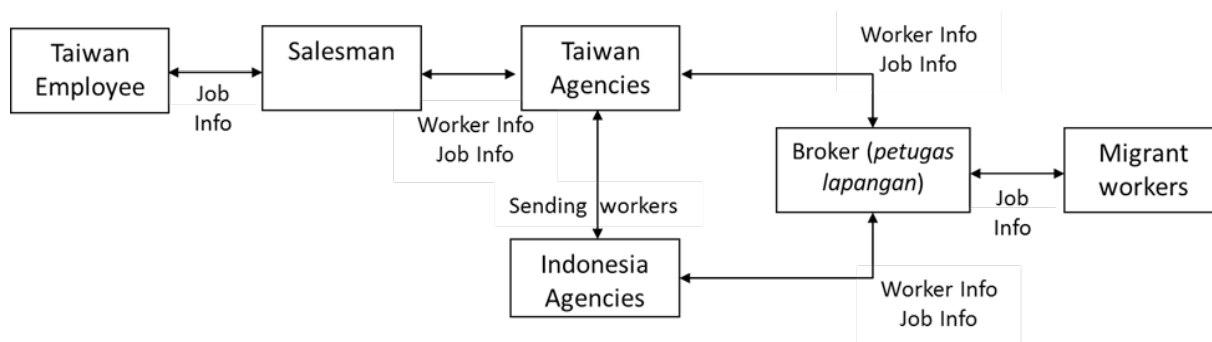 Taiwan
Employee
Job
Info
Salesman
Worker Info
Job Info
Taiwan
Agencies
Sending workers
Indonesia
Agencies
Worker Info
Job Info
Broker (petugas
lapangan)
Worker Info
Job Info
Job
Info
Migrant
workers